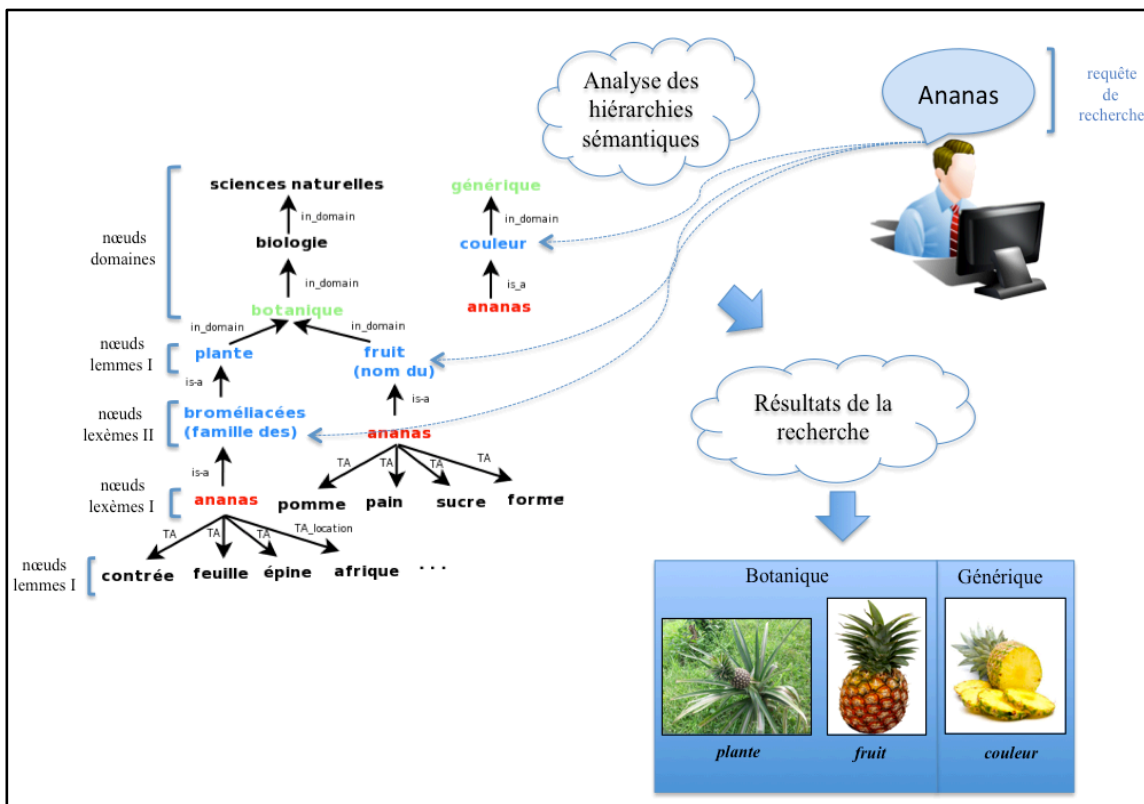 Analyse des
hiérarchies
sémantiques
Ananas
requête
de
recherche
sciences naturelles
générique
in_domain
in_domain
nœuds
domaines
biologie
couleur
in_domain
is_a
botanique
ananas
in_domain
in_domain
nœuds
lemmes I
plante
fruit
(nom du)
is-a
is-a
nœuds
lexèmes II
broméliacées
(famille des)
ananas
is-a
TA
TA
TA
TA
nœuds
lexèmes I
ananas
pomme
pain
sucre
forme
TA
TA
TA
TA_location
nœuds
lemmes I
contrée
feuille
épine
afrique
...
Résultats de la
recherche
Botanique
Générique
plante
fruit
couleur